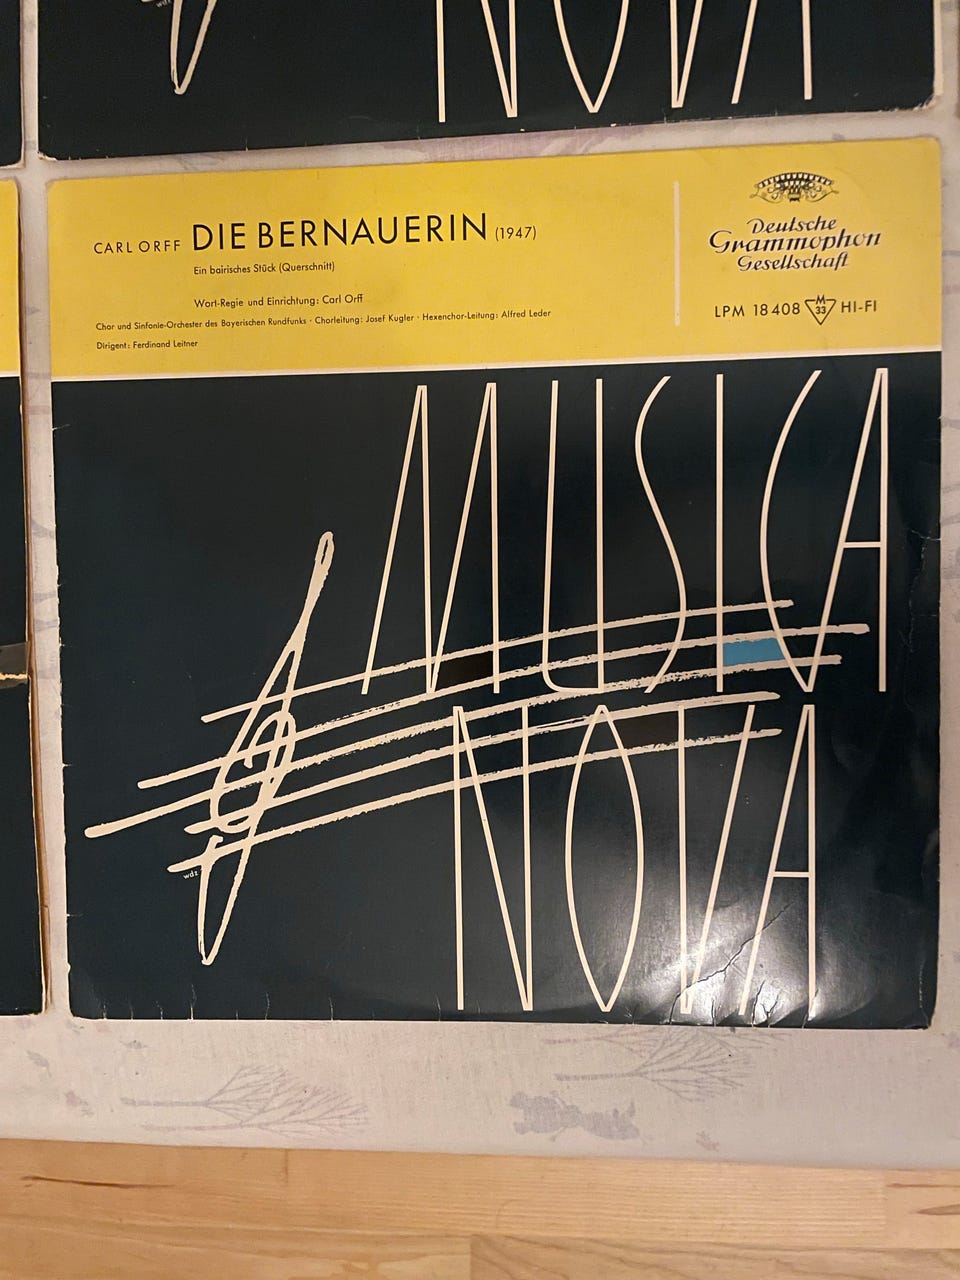 wdz
NOVA
CARL ORFF DIE BERNAUERIN (1947)
Ein bairisches Stück (Querschnitt)
Wort-Regie und Einrichtung: Carl Orff
Chor und Sinfonie-Orchester des Bayerischen Rundfunks · Chorleitung: Josef Kugler · Hexenchor-Leitung: Alfred Leder
Dirigent: Ferdinand Leitner
Deutsche
Grammophon
Gesellschaft
LPM 18 408 M 33 HI-FI
MUSICA
NOVA
wdz